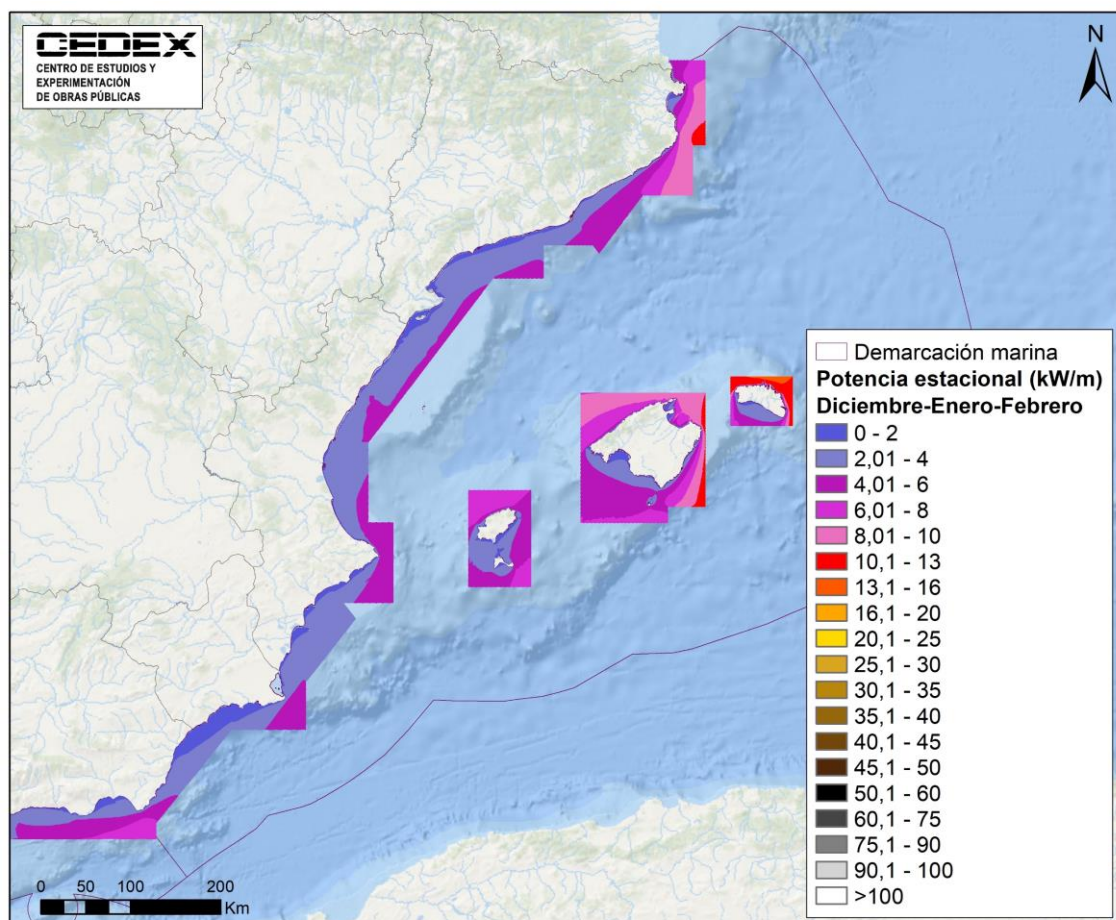 CEDEX
CENTRO DE ESTUDIOS Y
EXPERIMENTACIÓN
DE OBRAS PÚBLICAS
N
Demarcación marina
Potencia estacional (kW/m)
Diciembre-Enero-Febrero
0 - 2
2,01 - 4
4,01 - 6
6,01 - 8
8,01 - 10
10,1 - 13
13,1 - 16
16,1 - 20
20,1 - 25
25,1 - 30
30,1 - 35
35,1 - 40
40,1 - 45
45,1 - 50
50,1 - 60
60,1 - 75
75,1 - 90
90,1 - 100
>100
0 50 100 200
Km